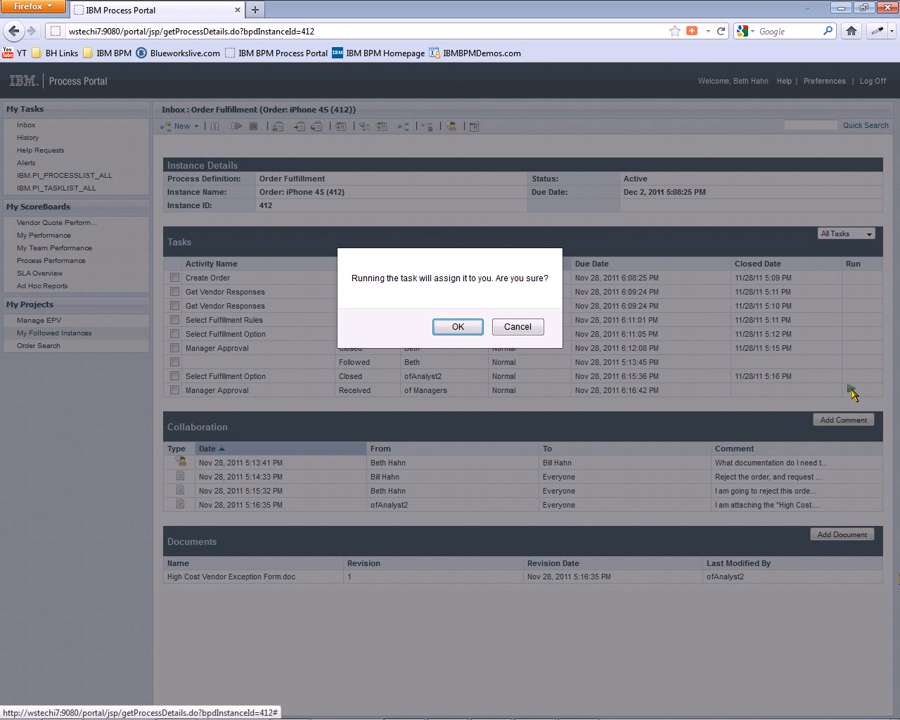 Firefox
IBM Process Portal
wstechi7:9080/portal/jsp/getProcessDetails.do?bpdInstanceId=412
Google
YT BH Links IBM BPM Blueworkslive.com IBM BPM Process Portal IBM BPM Homepage IBMBPMDemos.com
IBM. Process Portal
Welcome, Beth Hahn Help Preferences Log Off
My Tasks
Inbox
History
Help Requests
Alerts
IBM.PI_PROCESSLIST_ALL
IBM.PI_TASKLIST_ALL
My ScoreBoards
Vendor Quote Perform...
My Performance
My Team Performance
Process Performance
SLA Overview
Ad Hoc Reports
My Projects
Manage EPV
My Followed Instances
Order Search
Inbox : Order Fulfillment (Order: iPhone 4S (412))
New
Quick Search
Instance Details
Process Definition: Order Fulfillment Status: Active
Instance Name: Order: iPhone 4S (412) Due Date: Dec 2, 2011 5:08:25 PM
Instance ID: 412
Tasks
All Tasks
Activity Name Due Date Closed Date Run
Create Order Nov 28, 2011 6:08:25 PM 11/28/11 5:09 PM
Get Vendor Responses Nov 28, 2011 6:09:24 PM 11/28/11 5:11 PM
Get Vendor Responses Nov 28, 2011 6:09:24 PM 11/28/11 5:10 PM
Select Fulfillment Rules Nov 28, 2011 6:11:01 PM 11/28/11 5:11 PM
Select Fulfillment Option Nov 28, 2011 6:11:05 PM 11/28/11 5:12 PM
Manager Approval Closed Beth Normal Nov 28, 2011 6:12:08 PM 11/28/11 5:15 PM
Followed Beth Normal Nov 28, 2011 5:13:45 PM
Select Fulfillment Option Closed ofAnalyst2 Normal Nov 28, 2011 6:15:36 PM 11/28/11 5:16 PM
Manager Approval Received of Managers Normal Nov 28, 2011 6:16:42 PM
Running the task will assign it to you. Are you sure?
OK Cancel
Collaboration
Add Comment
Type Date From To Comment
Nov 28, 2011 5:13:41 PM Beth Hahn Bill Hahn What documentation do I need t...
Nov 28, 2011 5:14:33 PM Bill Hahn Everyone Reject the order, and request ...
Nov 28, 2011 5:15:32 PM Beth Hahn Everyone I am going to reject this orde...
Nov 28, 2011 5:16:35 PM ofAnalyst2 Everyone I am attaching the "High Cost....
Documents
Add Document
Name Revision Revision Date Last Modified By
High Cost Vendor Exception Form.doc 1 Nov 28, 2011 5:16:35 PM ofAnalyst2
http://wstechi7:9080/portal/jsp/getProcessDetails.do?bpdInstanceId=412#